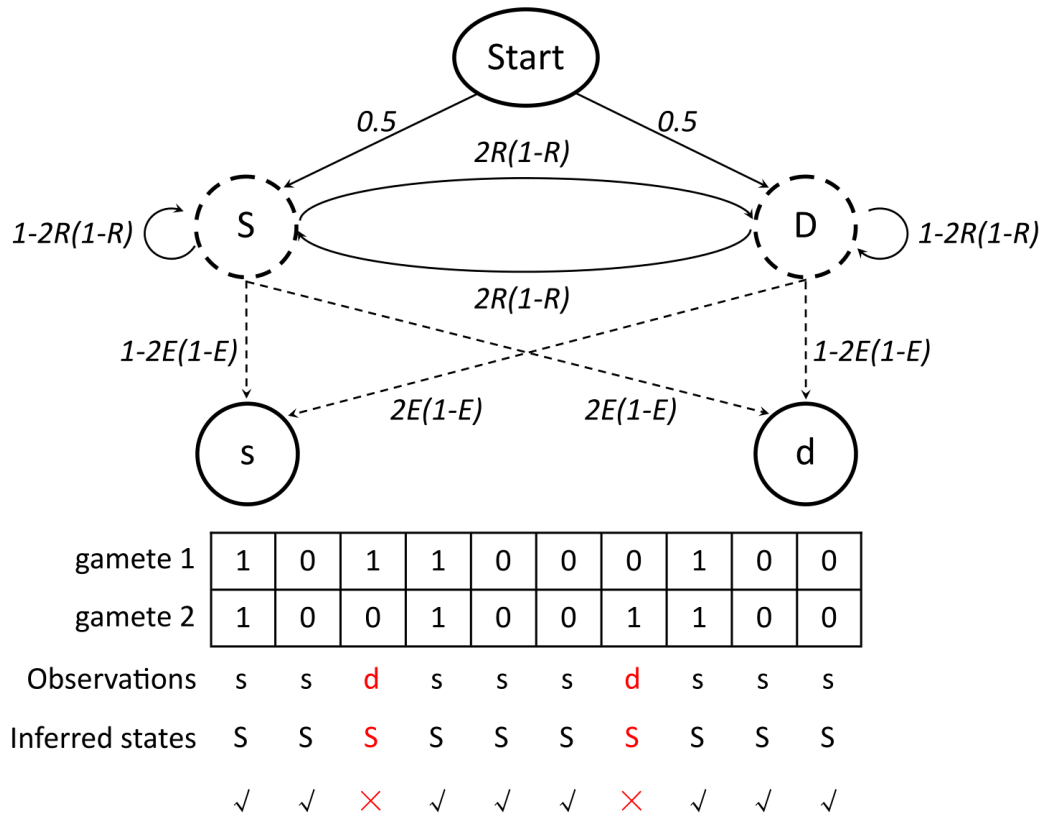 Start
0.5 0.5
2R(1-R)
1-2R(1-R) S D 1-2R(1-R)
2R(1-R)
1-2E(1-E) 1-2E(1-E)
2E(1-E) 2E(1-E)
s d
gamete 1 1 0 1 1 0 0 0 1 0 0
gamete 2 1 0 0 1 0 0 1 1 0 0
Observations s s d s s s d s s s
Inferred states S S S S S S S S S S
√ √ × √ √ √ × √ √ √